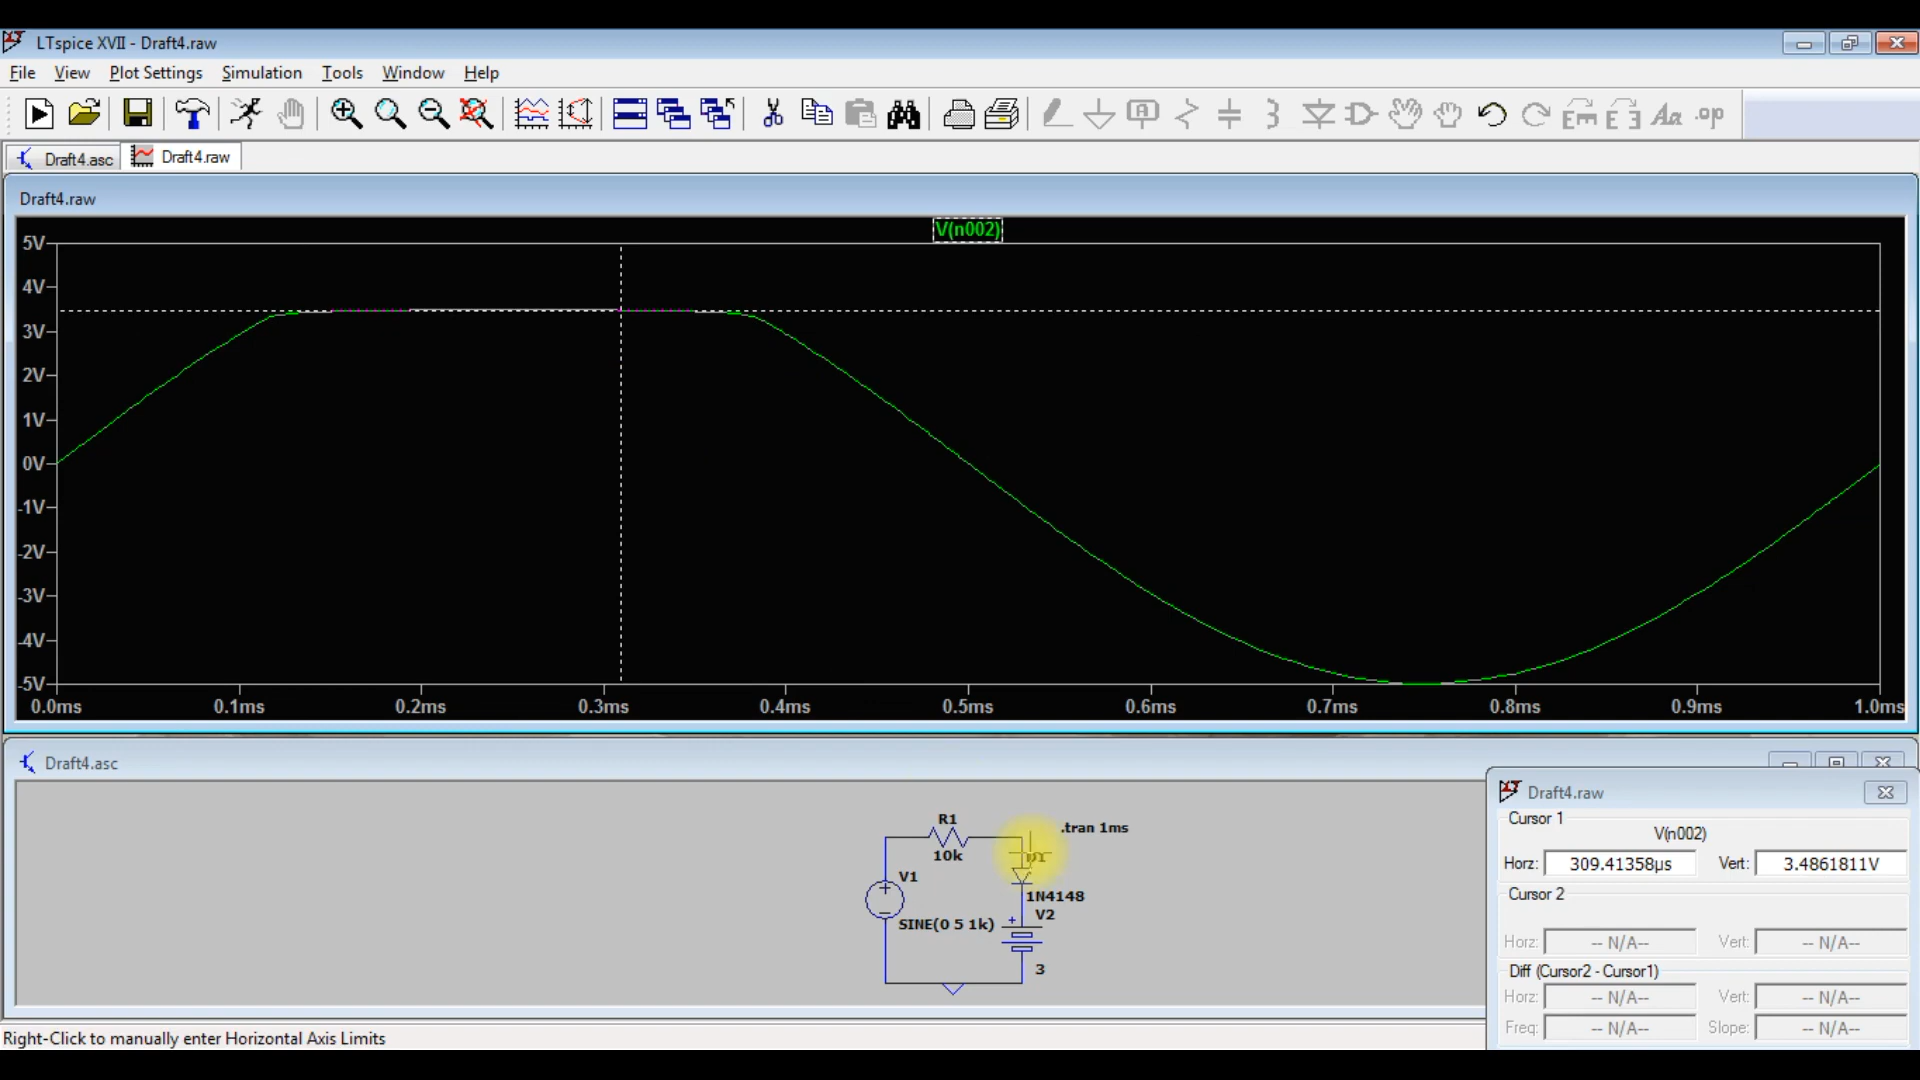 LTspice XVII - Draft4.raw
File View Plot Settings Simulation Tools Window Help
A Aa .op
Draft4.asc Draft4.raw
Draft4.raw
V(n002)
5V
4V
3V
2V
1V
0V
-1V
-2V
-3V
-4V
-5V
0.0ms 0.1ms 0.2ms 0.3ms 0.4ms 0.5ms 0.6ms 0.7ms 0.8ms 0.9ms 1.0ms
Draft4.asc
R1
10k
.tran 1ms
D1
V1
1N4148
V2
SINE(0 5 1k)
3
Draft4.raw
Cursor 1
V(n002)
Horz: 309.41358µs Vert: 3.4861811V
Cursor 2
Horz: -- N/A-- Vert: -- N/A--
Diff (Cursor2 - Cursor1)
Horz: -- N/A-- Vert: -- N/A--
Freq: -- N/A-- Slope: -- N/A--
Right-Click to manually enter Horizontal Axis Limits